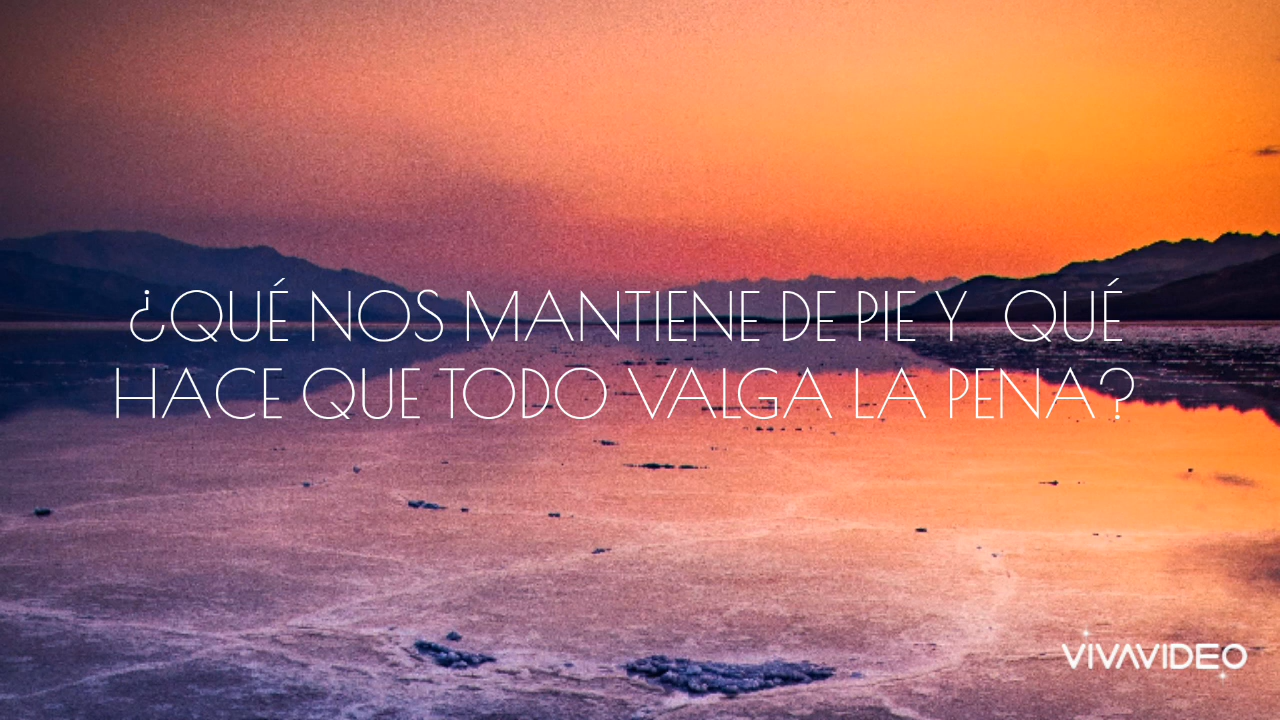 ¿QUÉ NOS MANTIENE DE PIE Y QUÉ
HACE QUE TODO VALGA LA PENA?
VIVAVIDEO